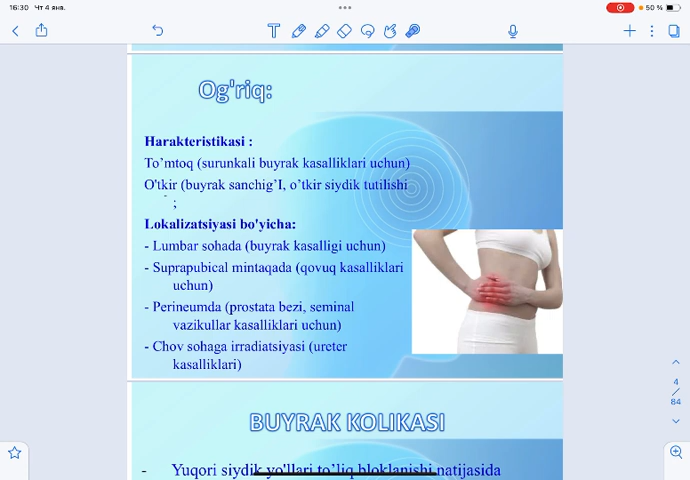 16:30 Чт 4 янв.
50 %
Og'riq:
Harakteristikasi :
To’mtoq (surunkali buyrak kasalliklari uchun)
O'tkir (buyrak sanchig’I, o’tkir siydik tutilishi
;
Lokalizatsiyasi bo'yicha:
- Lumbar sohada (buyrak kasalligi uchun)
- Suprapubical mintaqada (qovuq kasalliklari
uchun)
- Perineumda (prostata bezi, seminal
vazikullar kasalliklari uchun)
- Chov sohaga irradiatsiyasi (ureter
kasalliklari)
4
/
84
BUYRAK KOLIKASI
- Yuqori siydik yo'llari to’liq bloklanishi natijasida